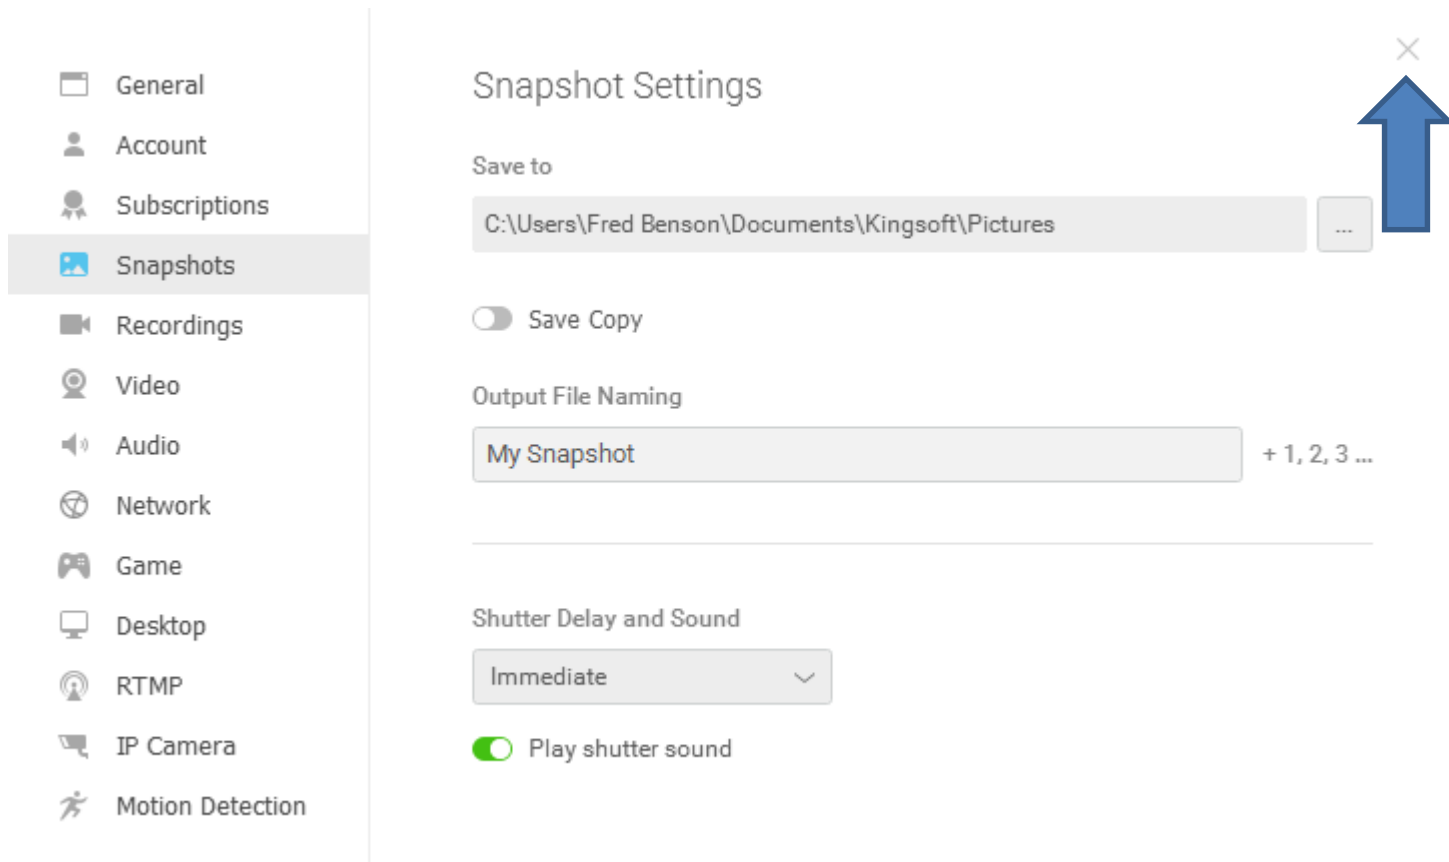 General
Account
Subscriptions
Snapshots
Recordings
Video
Audio
Network
Game
Desktop
RTMP
IP Camera
Motion Detection
Snapshot Settings
Save to
C:\Users\Fred Benson\Documents\Kingsoft\Pictures
...
Save Copy
Output File Naming
My Snapshot
+ 1, 2, 3 ...
Shutter Delay and Sound
Immediate
Play shutter sound